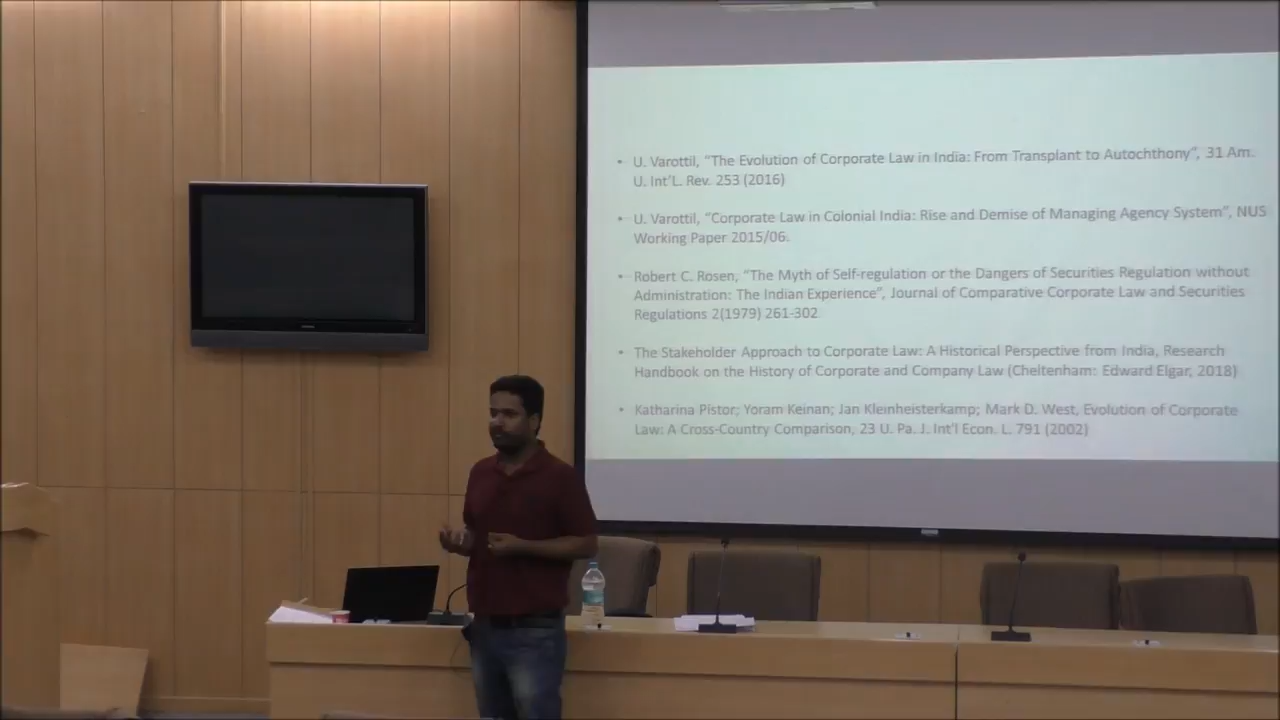 • U. Varottil, “The Evolution of Corporate Law in India: From Transplant to Autochthony”, 31 Am.
U. Int’L. Rev. 253 (2016)
• U. Varottil, “Corporate Law in Colonial India: Rise and Demise of Managing Agency System”, NUS
Working Paper 2015/06.
• Robert C. Rosen, “The Myth of Self-regulation or the Dangers of Securities Regulation without
Administration: The Indian Experience”, Journal of Comparative Corporate Law and Securities
Regulations 2(1979) 261-302
• The Stakeholder Approach to Corporate Law: A Historical Perspective from India, Research
Handbook on the History of Corporate and Company Law (Cheltenham: Edward Elgar, 2018)
• Katharina Pistor; Yoram Keinan; Jan Kleinheisterkamp; Mark D. West, Evolution of Corporate
Law: A Cross-Country Comparison, 23 U. Pa. J. Int’l Econ. L. 791 (2002)